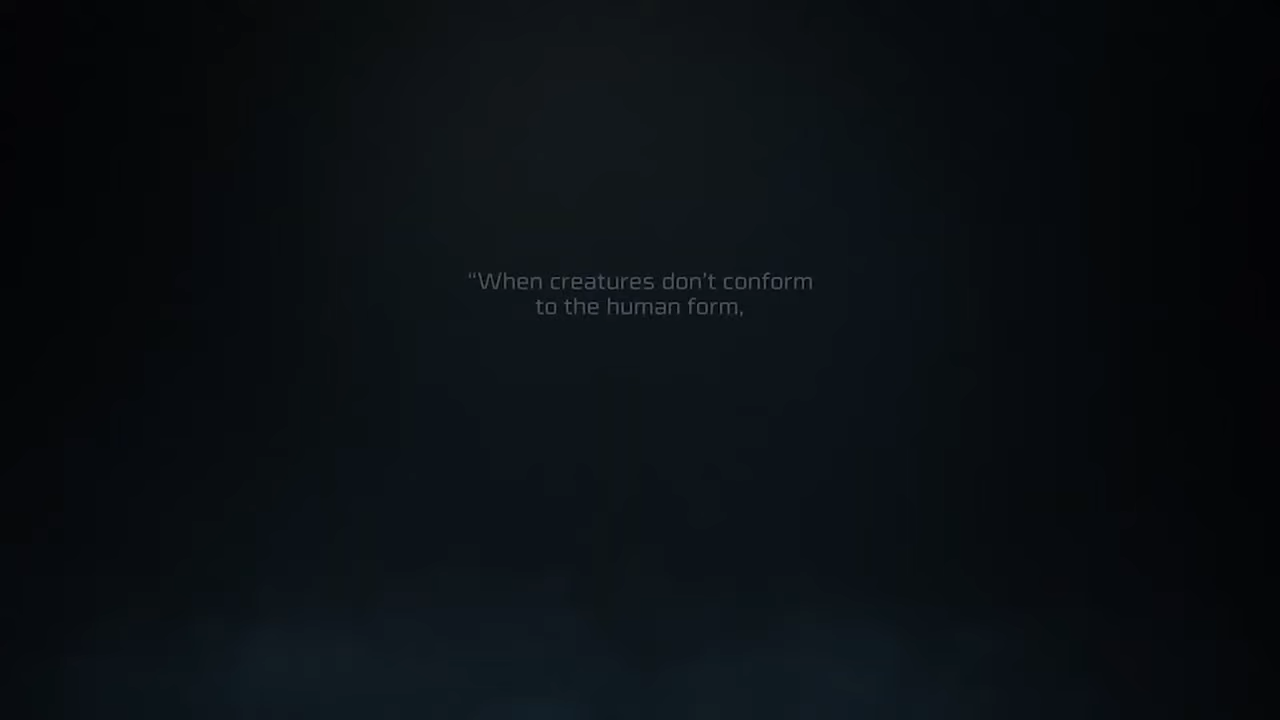 “When creatures don’t conform
to the human form,